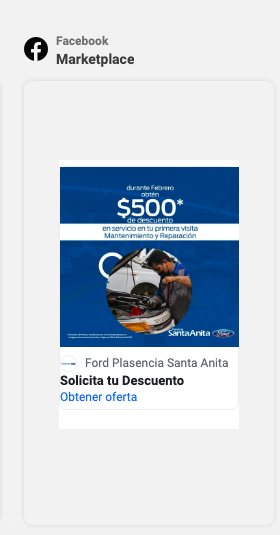 Facebook
Marketplace
durante Febrero
obtén
$500*
de descuento
en servicio en tu primera visita
Mantenimiento y Reparación
SantaAnita
Ford
Ford Plasencia Santa Anita
Solicita tu Descuento
Obtener oferta